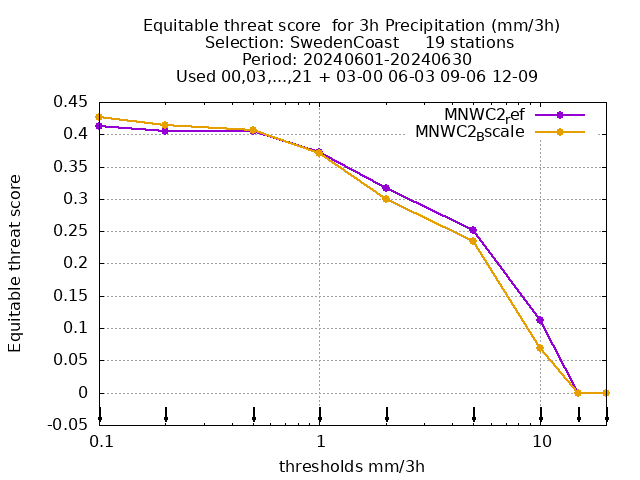 Equitable threat score  for 3h Precipitation (mm/3h)
Selection: SwedenCoast     19 stations
Period: 20240601-20240630
Used 00,03,...,21 + 03-00 06-03 09-06 12-09
MNWC2_ref
MNWC2_Bscale
Equitable threat score
0.45
0.4
0.35
0.3
0.25
0.2
0.15
0.1
0.05
0
-0.05
0.1 1 10
thresholds mm/3h